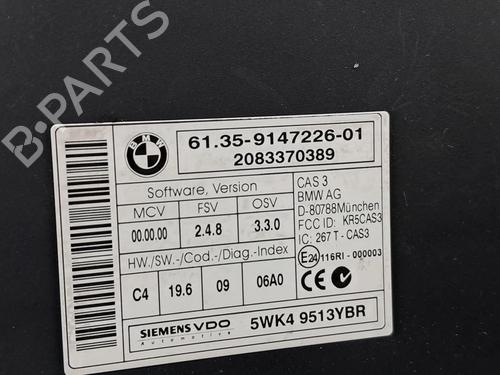 B-PARTS
BMW
61.35-9147226-01
2083370389
Software, Version
MCV FSV OSV
00.00.00 2.4.8 3.3.0
HW./SW.-/Cod.-/Diag.-Index
C4 19.6 09 06A0
CAS 3
BMW AG
D-80788München
FCC ID: KR5CAS3
IC: 267 T - CAS3
E24 116RI - 000003
CE
SIEMENS VDO
Automotive
5WK4 9513YBR